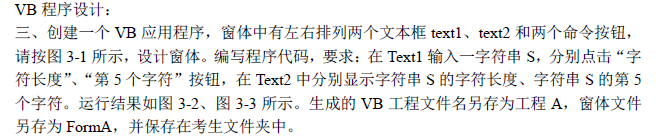 VB 程序设计:
三、创建一个 VB 应用程序，窗体中有左右排列两个文本框 text1、text2 和两个命令按钮，
请按图 3-1 所示，设计窗体。编写程序代码，要求：在 Text1 输入一字符串 S，分别点击“字
符长度”、“第 5 个字符”按钮，在 Text2 中分别显示字符串 S 的字符长度、字符串 S 的第 5
个字符。运行结果如图 3-2、图 3-3 所示。生成的 VB 工程文件名另存为工程 A，窗体文件
另存为 FormA，并保存在考生文件夹中。